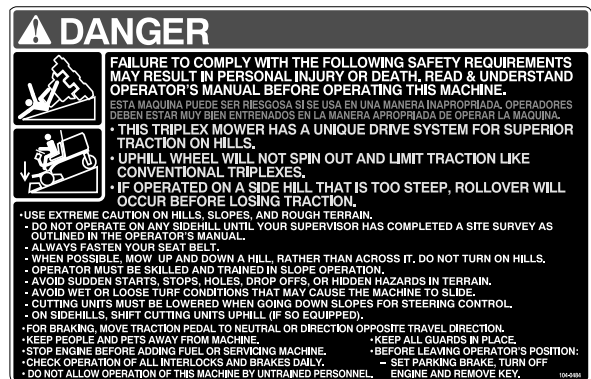 DANGER
FAILURE TO COMPLY WITH THE FOLLOWING SAFETY REQUIREMENTS
MAY RESULT IN PERSONAL INJURY OR DEATH. READ & UNDERSTAND
OPERATOR'S MANUAL BEFORE OPERATING THIS MACHINE.
ESTA MAQUINA PUEDE SER RIESGOSA SI SE USA EN UNA MANERA INAPROPRIADA. OPERADORES
DEBEN ESTAR MUY BIEN ENTRENADOS EN LA MANERA APROPRIADA DE OPERAR LA MAQUINA.
• THIS TRIPLEX MOWER HAS A UNIQUE DRIVE SYSTEM FOR SUPERIOR
TRACTION ON HILLS.
• UPHILL WHEEL WILL NOT SPIN OUT AND LIMIT TRACTION LIKE
CONVENTIONAL TRIPLEXES.
• IF OPERATED ON A SIDE HILL THAT IS TOO STEEP, ROLLOVER WILL
OCCUR BEFORE LOSING TRACTION.
•USE EXTREME CAUTION ON HILLS, SLOPES, AND ROUGH TERRAIN.
- DO NOT OPERATE ON ANY SIDEHILL UNTIL YOUR SUPERVISOR HAS COMPLETED A SITE SURVEY AS
OUTLINED IN THE OPERATOR'S MANUAL.
- ALWAYS FASTEN YOUR SEAT BELT.
- WHEN POSSIBLE, MOW UP AND DOWN A HILL, RATHER THAN ACROSS IT. DO NOT TURN ON HILLS.
- OPERATOR MUST BE SKILLED AND TRAINED IN SLOPE OPERATION.
- AVOID SUDDEN STARTS, STOPS, HOLES, DROP OFFS, OR HIDDEN HAZARDS IN TERRAIN.
- AVOID WET OR LOOSE TURF CONDITIONS THAT MAY CAUSE THE MACHINE TO SLIDE.
- CUTTING UNITS MUST BE LOWERED WHEN GOING DOWN SLOPES FOR STEERING CONTROL.
- ON SIDEHILLS, SHIFT CUTTING UNITS UPHILL (IF SO EQUIPPED).
•FOR BRAKING, MOVE TRACTION PEDAL TO NEUTRAL OR DIRECTION OPPOSITE TRAVEL DIRECTION.
•KEEP PEOPLE AND PETS AWAY FROM MACHINE.
•STOP ENGINE BEFORE ADDING FUEL OR SERVICING MACHINE.
•CHECK OPERATION OF ALL INTERLOCKS AND BRAKES DAILY.
• DO NOT ALLOW OPERATION OF THIS MACHINE BY UNTRAINED PERSONNEL.
•KEEP ALL GUARDS IN PLACE.
•BEFORE LEAVING OPERATOR'S POSITION:
– SET PARKING BRAKE, TURN OFF
ENGINE AND REMOVE KEY.
104-0484